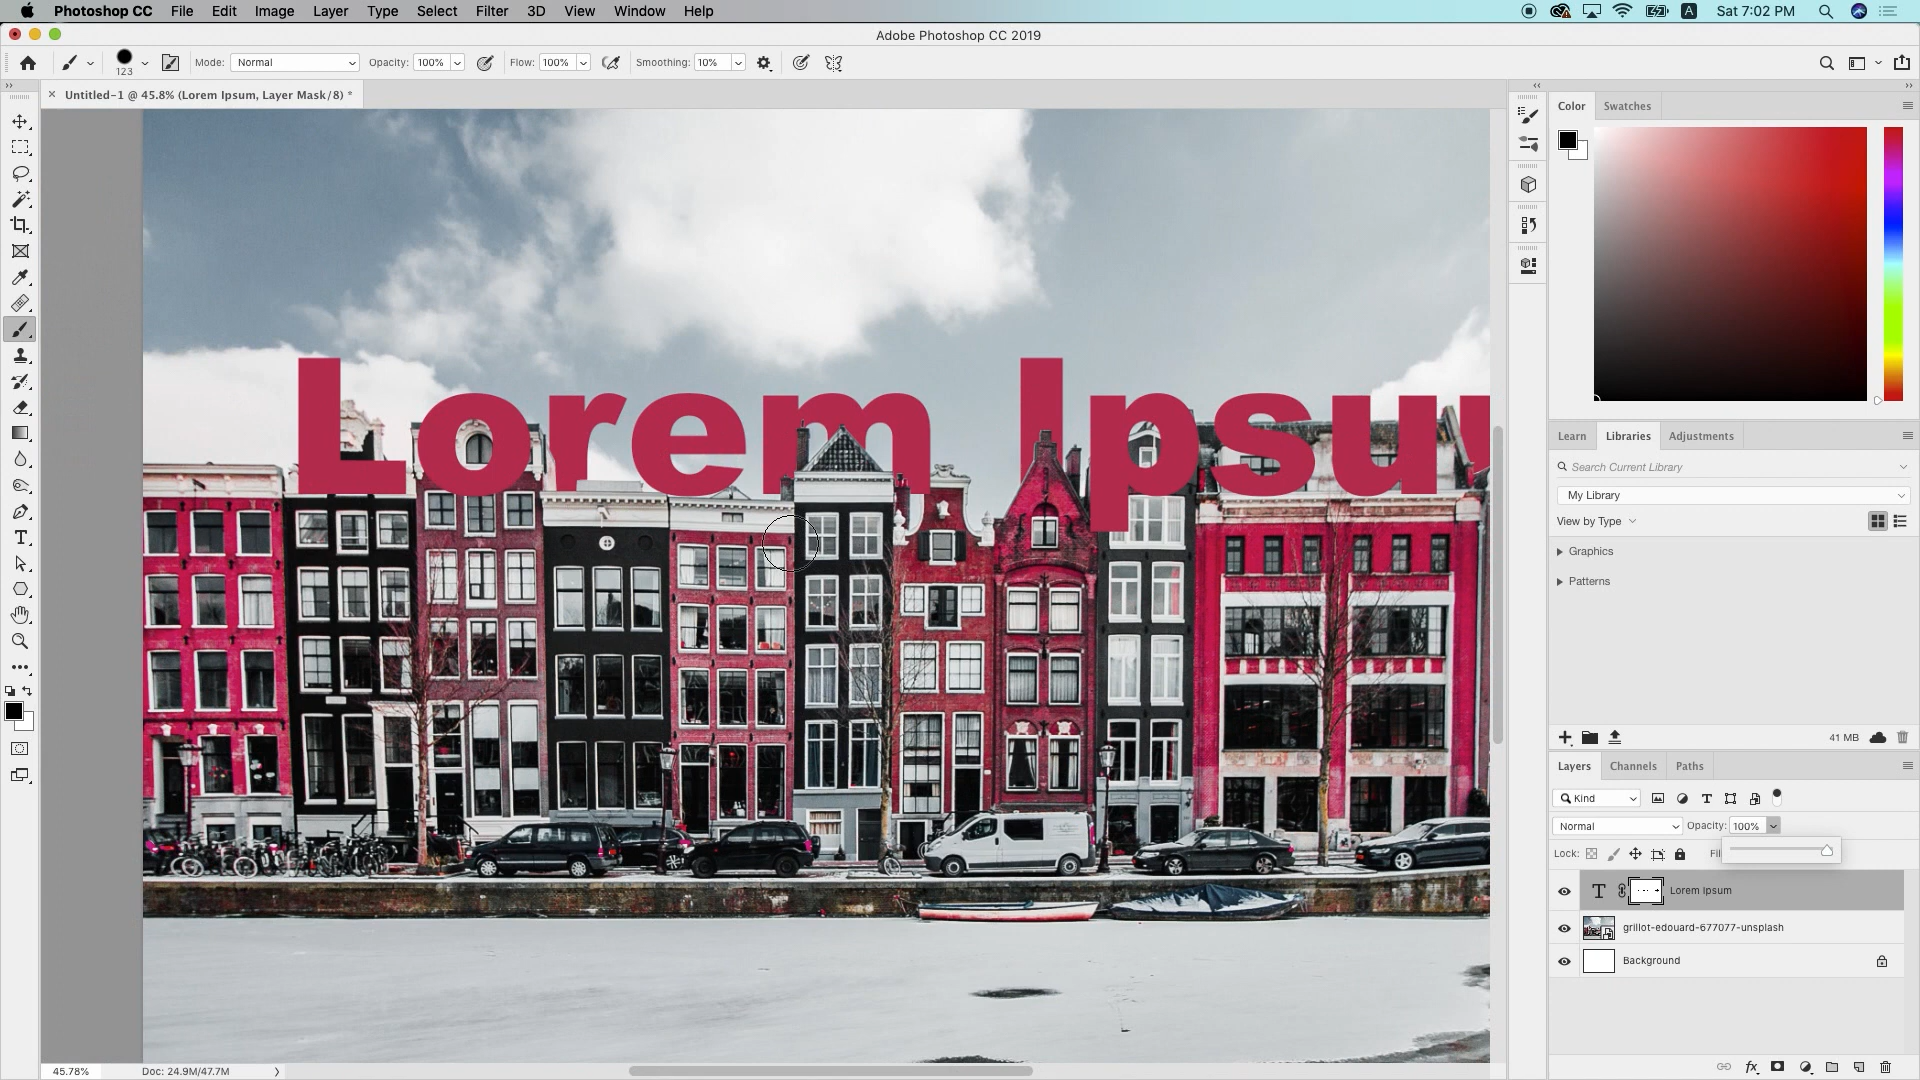 Photoshop CC File Edit Image Layer Type Select Filter 3D View Window Help A Sat 7:02 PM
Adobe Photoshop CC 2019
123 Mode: Normal Opacity: 100% Flow: 100% Smoothing: 10%
Untitled-1 @ 45.8% (Lorem Ipsum, Layer Mask/8) *
Color Swatches
Lorem Ipsu
Learn Libraries Adjustments
Search Current Library
My Library
View by Type
Graphics
Patterns
41 MB
Layers Channels Paths
Kind
Normal Opacity: 100%
Lock: Fil
T Lorem Ipsum
grillot-edouard-677077-unsplash
Background
45.78% Doc: 24.9M/47.7M
fx